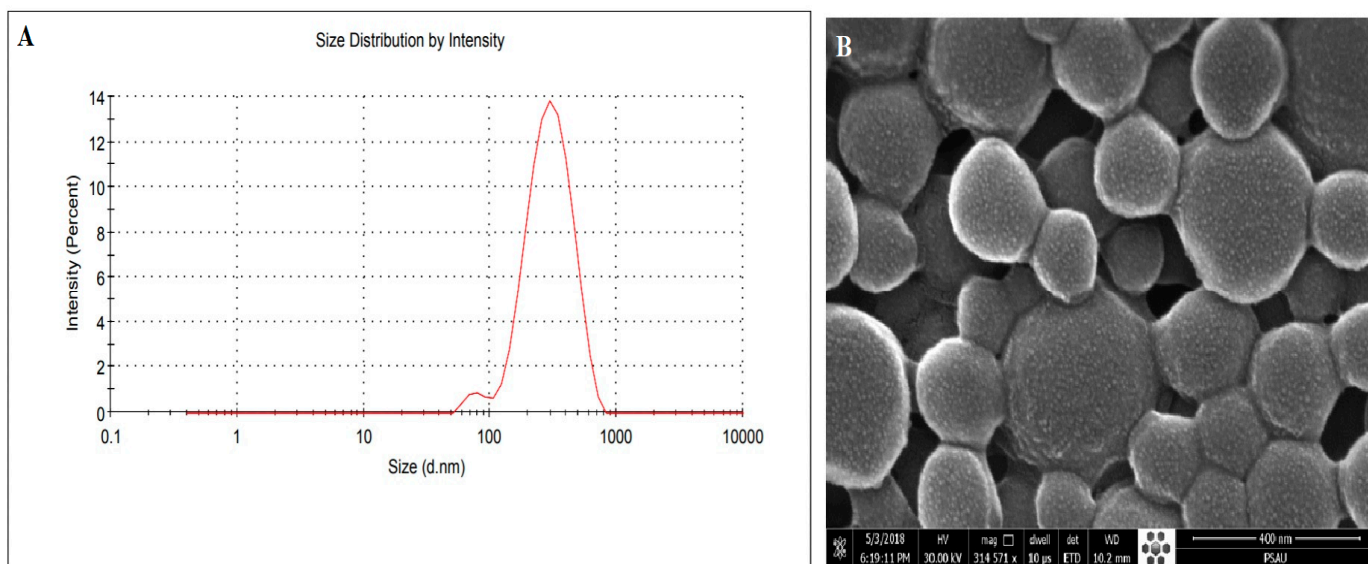 A
Size Distribution by Intensity
14
12
10
8
6
4
2
0
Intensity (Percent)
0.1 1 10 100 1000 10000
Size (d.nm)
B
5/3/2018 HV mag dwell det WD 400 nm
6:19:11 PM 30.00 kV 314 571 x 10 µs ETD 10.2 mm PSAU